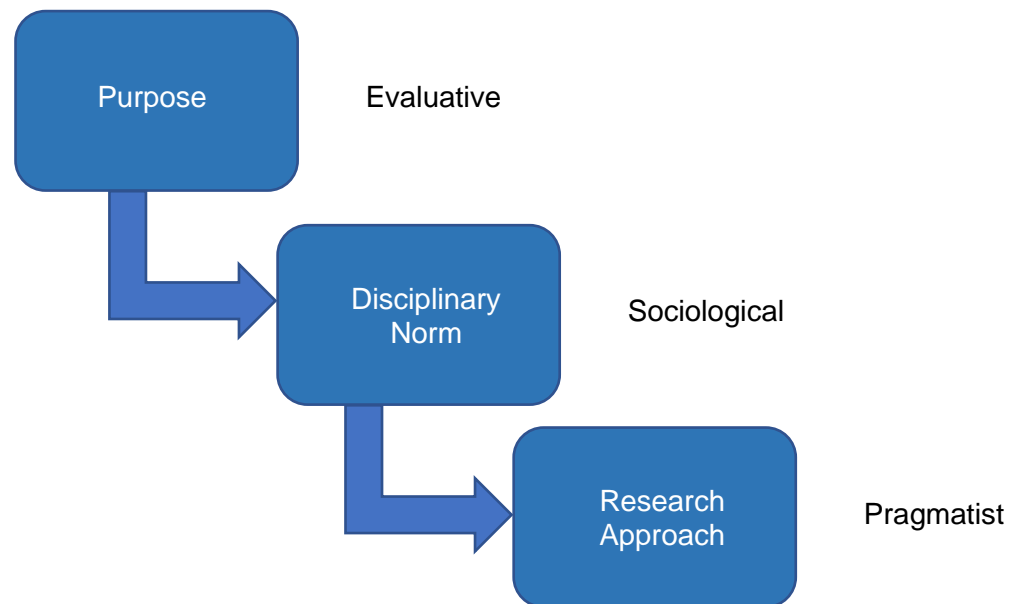 Purpose
Evaluative
Disciplinary
Norm
Sociological
Research
Approach
Pragmatist